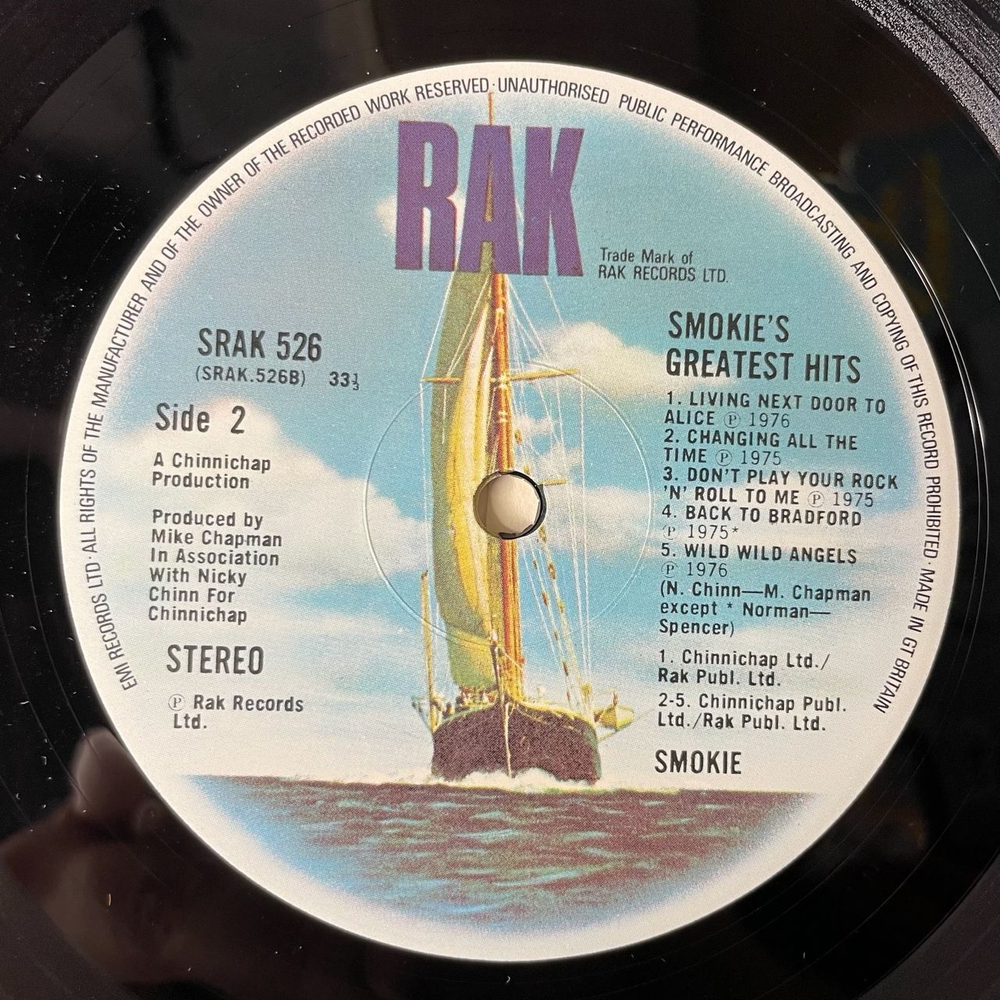 EMI RECORDS LTD · ALL RIGHTS OF THE MANUFACTURER AND OF THE OWNER OF THE RECORDED WORK RESERVED · UNAUTHORISED PUBLIC PERFORMANCE BROADCASTING AND COPYING OF THIS RECORD PROHIBITED · MADE IN GT BRITAIN
RAK
Trade Mark of
RAK RECORDS LTD.
SRAK 526
(SRAK.526B) 33⅓
Side 2
A Chinnichap
Production
Produced by
Mike Chapman
In Association
With Nicky
Chinn For
Chinnichap
STEREO
Ⓟ Rak Records
Ltd.
SMOKIE'S
GREATEST HITS
1. LIVING NEXT DOOR TO
ALICE Ⓟ 1976
2. CHANGING ALL THE
TIME Ⓟ 1975
3. DON'T PLAY YOUR ROCK
'N' ROLL TO ME Ⓟ 1975
4. BACK TO BRADFORD
Ⓟ 1975*
5. WILD WILD ANGELS
Ⓟ 1976
(N. Chinn—M. Chapman
except * Norman—
Spencer)
1. Chinnichap Ltd./
Rak Publ. Ltd.
2-5. Chinnichap Publ.
Ltd./Rak Publ. Ltd.
SMOKIE